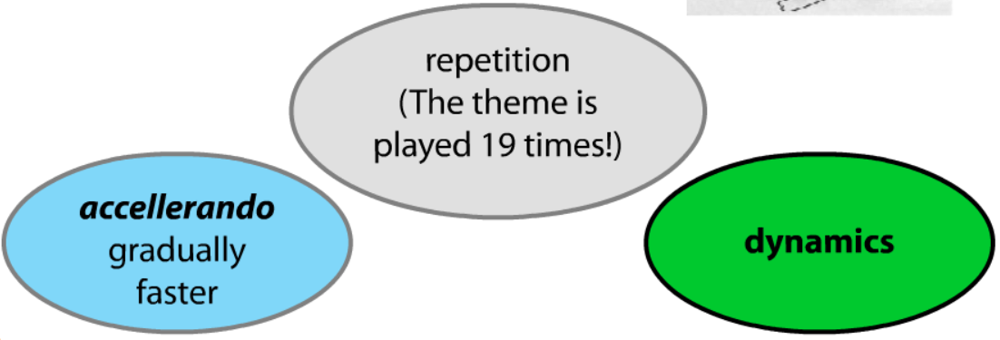 repetition
(The theme is
played 19 times!)
accellerando
gradually
faster
dynamics